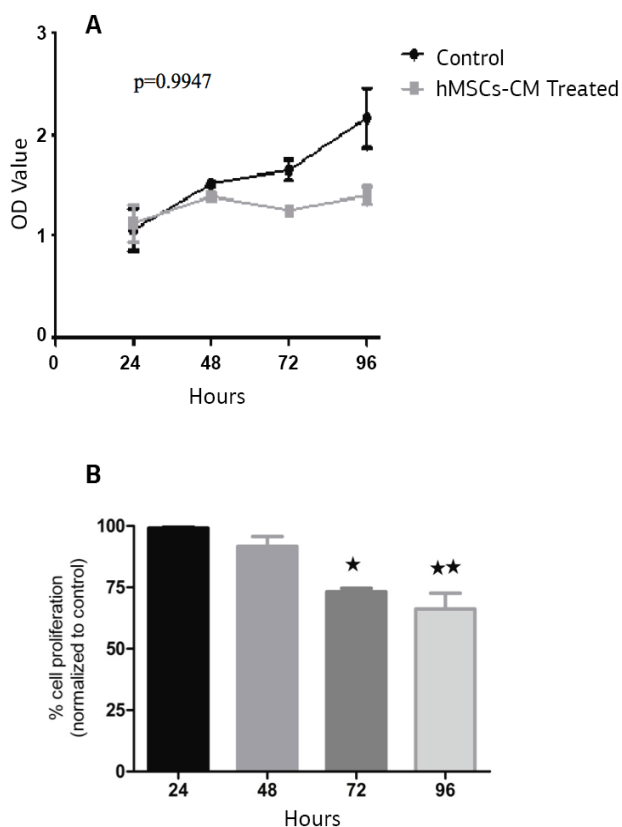 A
p=0.9947
Control
hMSCs-CM Treated
OD Value
3
2
1
0
0 24 48 72 96
Hours
B
% cell proliferation
(normalized to control)
100
75
50
25
0
★
★★
24 48 72 96
Hours